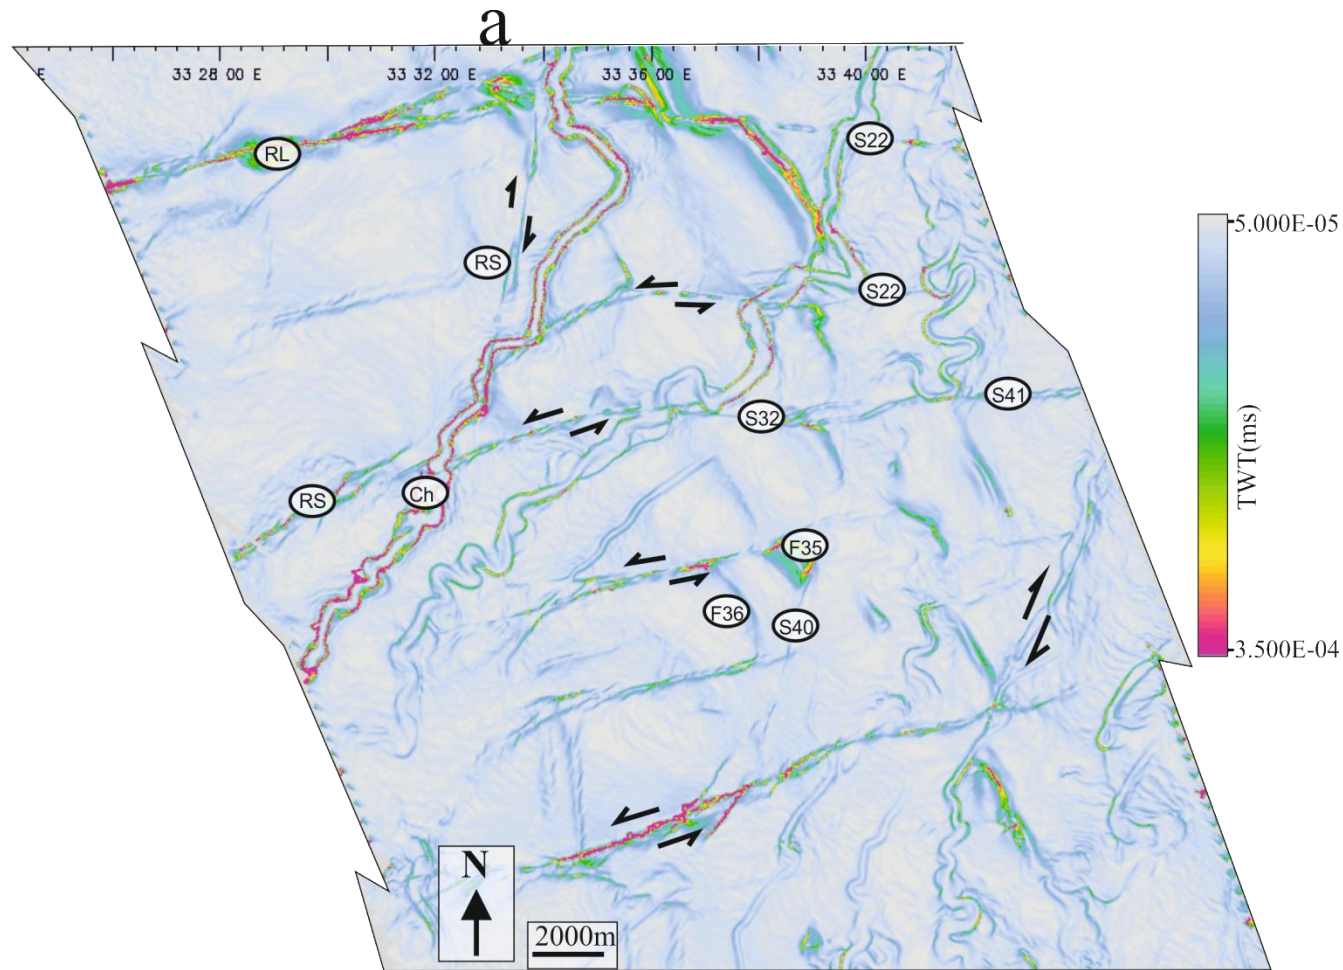 a
E 33 28 00 E 33 32 00 E 33 36 00 E 33 40 00 E
S22
RL
5.000E-05
RS
S22
S41
S32
TWT(ms)
RS
Ch
F35
F36
S40
3.500E-04
N
2000m